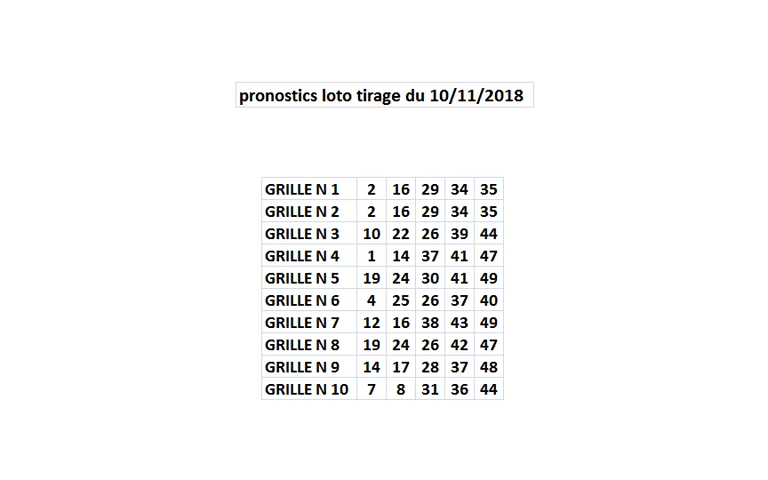 pronostics loto tirage du 10/11/2018
GRILLE N 1 2 16 29 34 35
GRILLE N 2 2 16 29 34 35
GRILLE N 3 10 22 26 39 44
GRILLE N 4 1 14 37 41 47
GRILLE N 5 19 24 30 41 49
GRILLE N 6 4 25 26 37 40
GRILLE N 7 12 16 38 43 49
GRILLE N 8 19 24 26 42 47
GRILLE N 9 14 17 28 37 48
GRILLE N 10 7 8 31 36 44